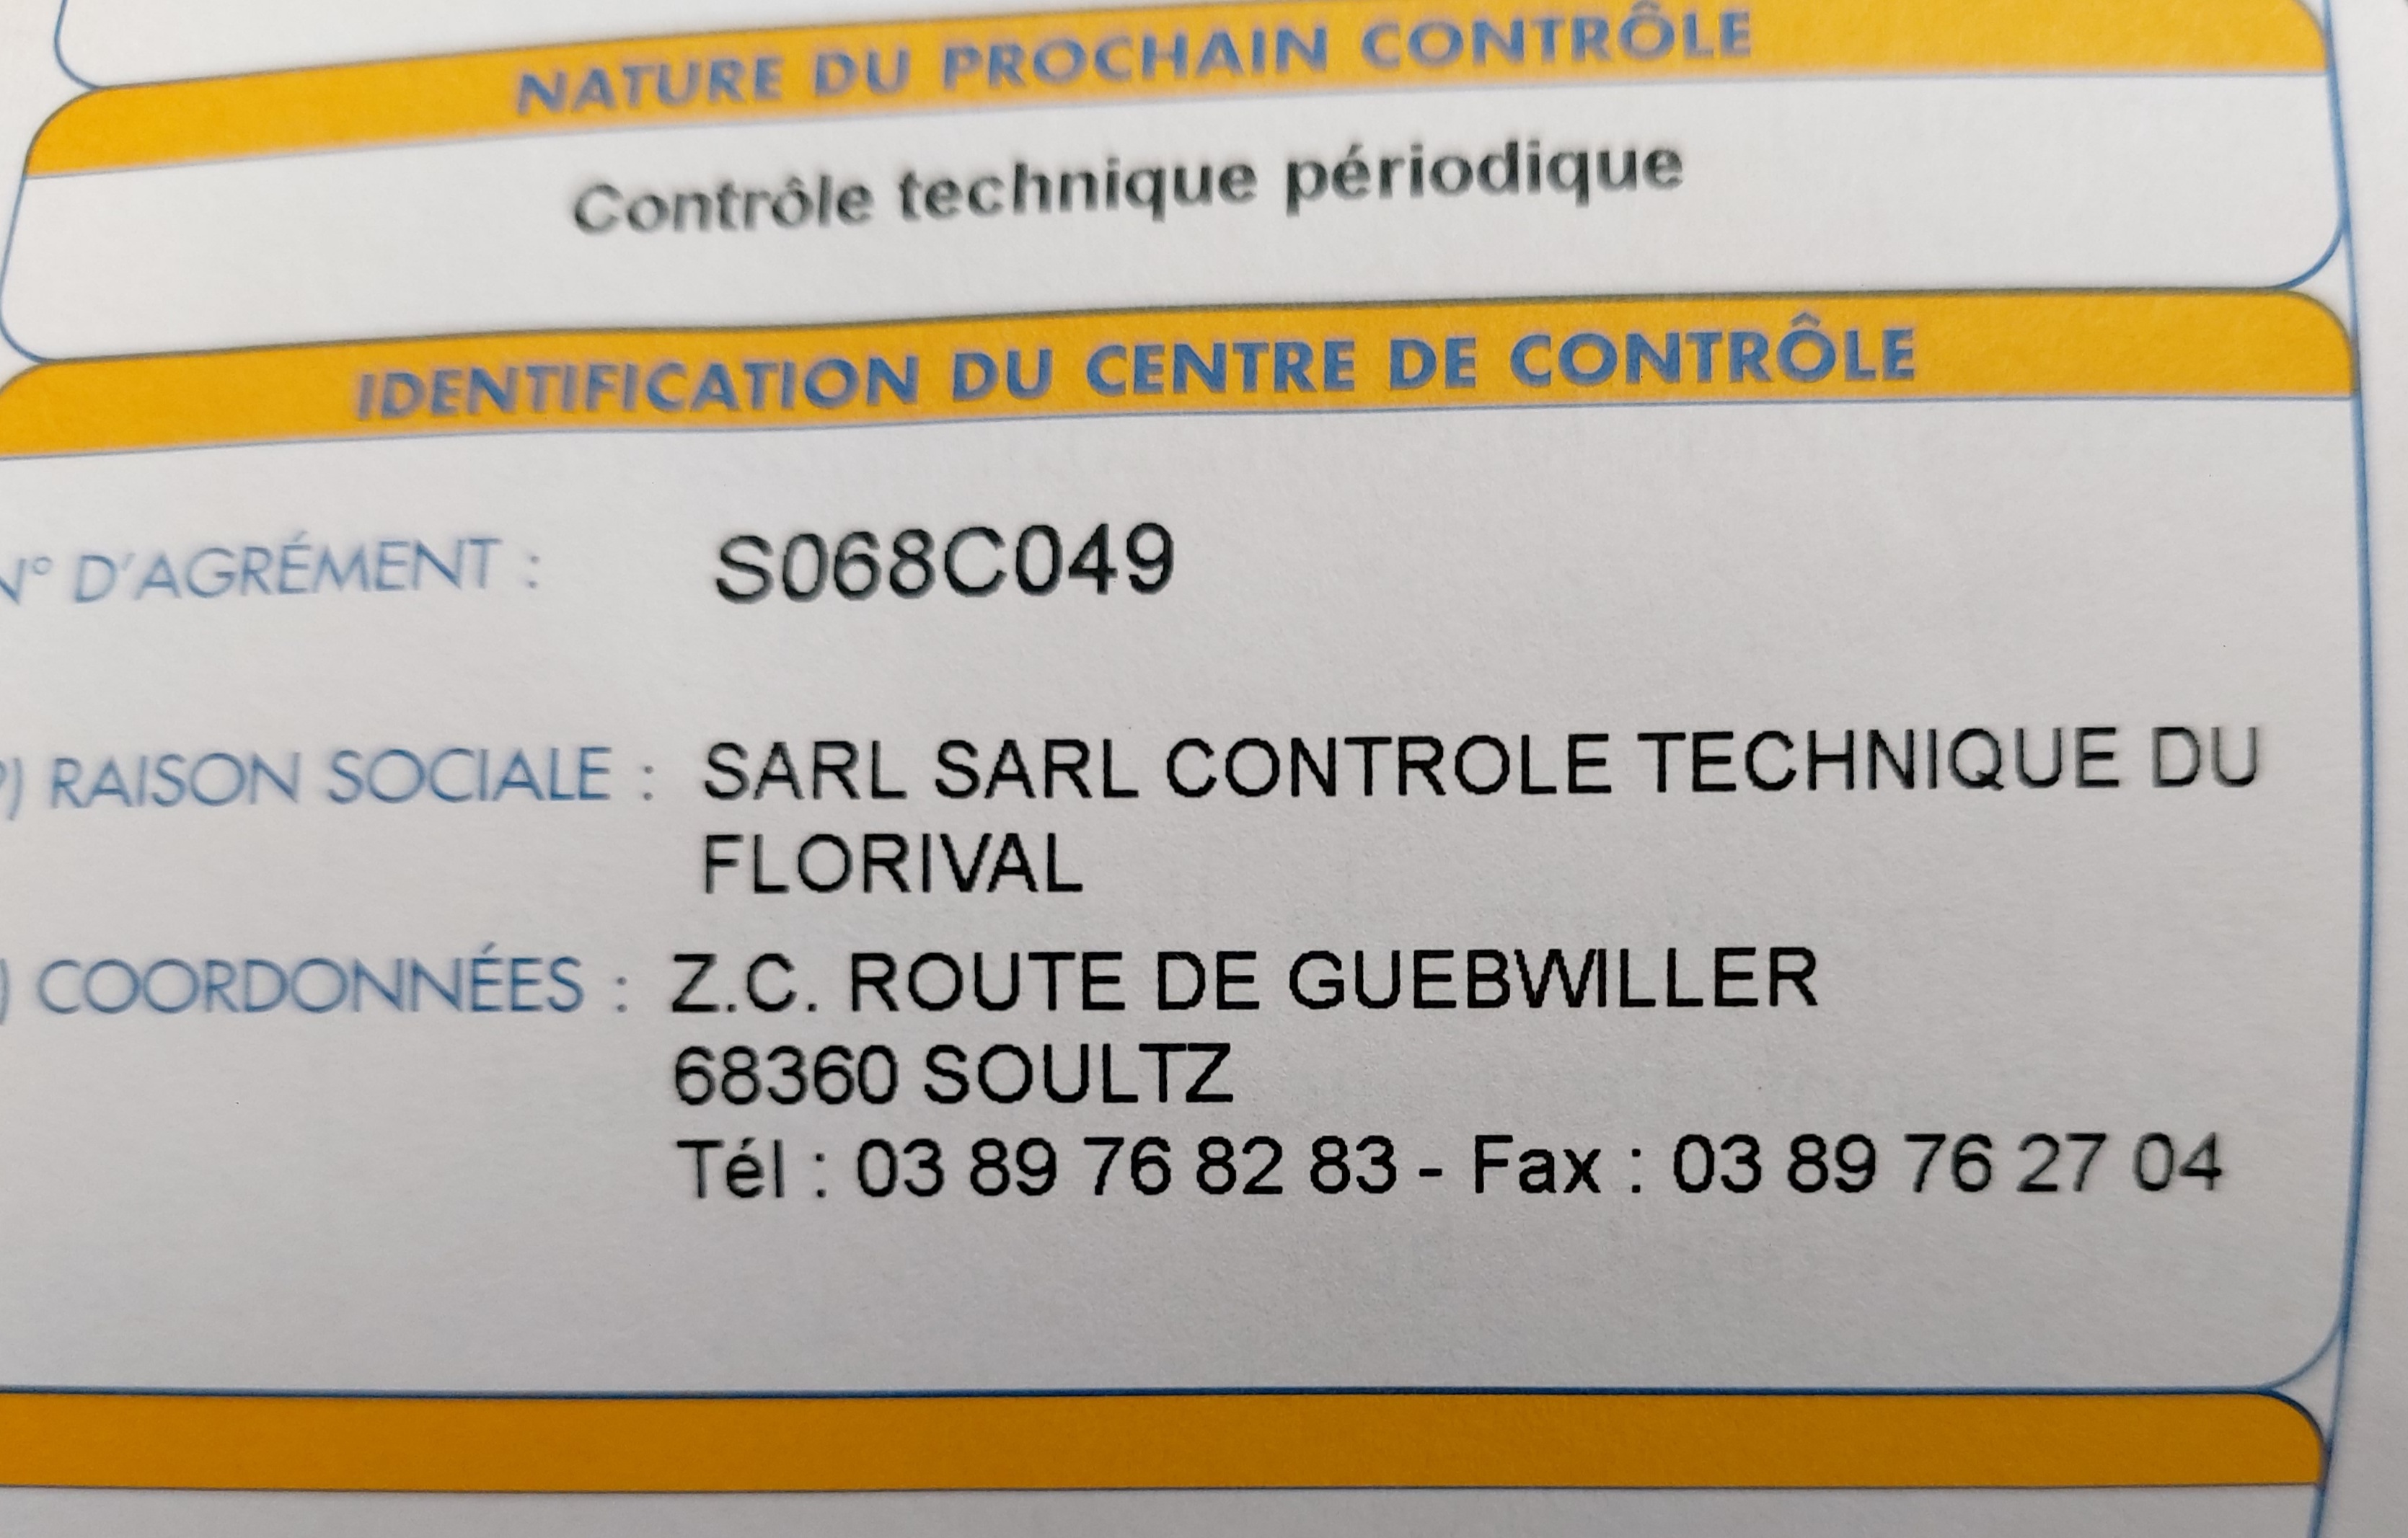 NATURE DU PROCHAIN CONTRÔLE
Contrôle technique périodique
IDENTIFICATION DU CENTRE DE CONTRÔLE
N° D'AGRÉMENT : S068C049
) RAISON SOCIALE : SARL SARL CONTROLE TECHNIQUE DU
FLORIVAL
) COORDONNÉES : Z.C. ROUTE DE GUEBWILLER
68360 SOULTZ
Tél : 03 89 76 82 83 - Fax : 03 89 76 27 04